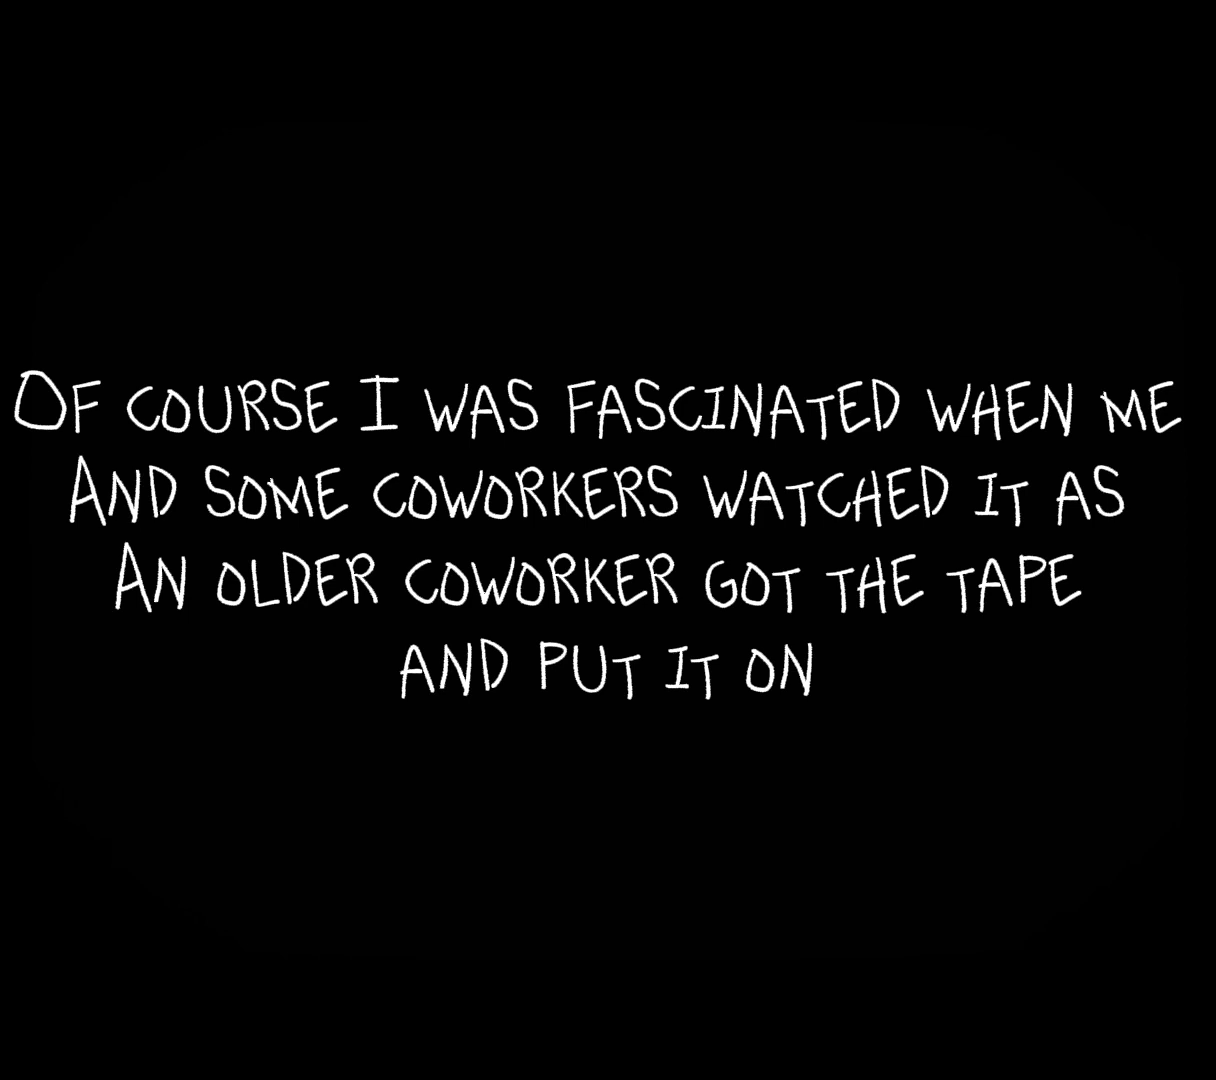 Of course I was fascinated when me
And some coworkers watched it as
An older coworker got the tape
and put it on